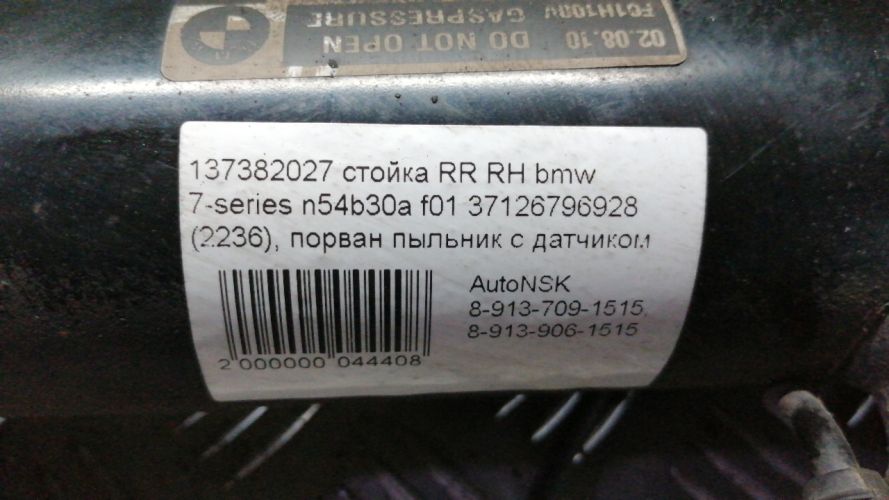 02.08.10 DO NOT OPEN
GASPRESSURE
137382027 стойка RR RH bmw
7-series n54b30a f01 37126796928
(2236), порван пыльник с датчиком
AutoNSK
8-913-709-1515,
8-913-906-1515
2 000000 044408